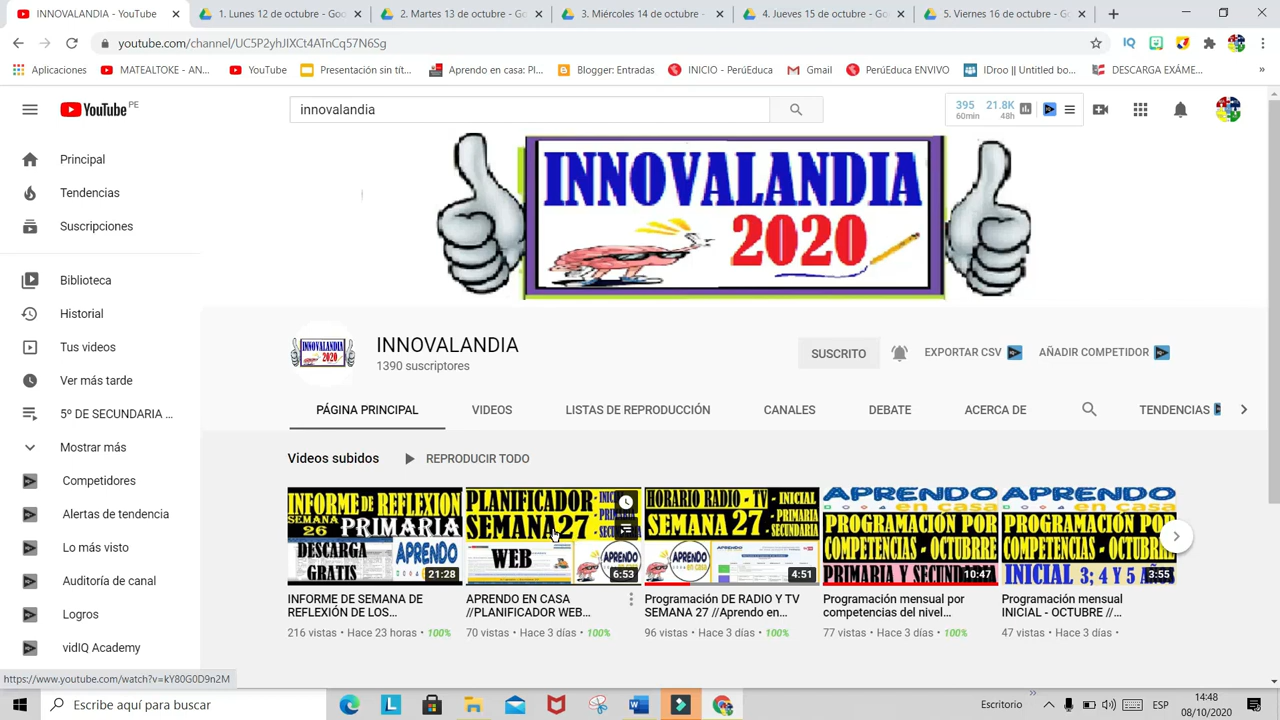 INNOVALANDIA - YouTube
1. Lunes 12 de octubre - Goo
2. Martes 13 de octubre - Go
3. Miércoles 14 de octubre -
4. Jueves 15 de octubre - Go
5. Viernes 16 de octubre - G
youtube.com/channel/UC5P2yhJIXCt4ATnCq57N6Sg
Aplicaciones
MATEALTOKE - AN...
YouTube
Presentación sin tít...
Aprendo en casa: P:...
Blogger: Entradas
INICIO - PerúEduca
Gmail
PerúEduca ENVIVO
IDroo || Untitled bo...
DESCARGA EXÁME...
»
YouTube PE
innovalandia
395 60min
21.8K 48h
Principal
Tendencias
Suscripciones
Biblioteca
Historial
Tus videos
Ver más tarde
5º DE SECUNDARIA ...
Mostrar más
Competidores
Alertas de tendencia
Lo más visto
Auditoría de canal
Logros
vidIQ Academy
INNOVALANDIA
2020
INNOVALANDIA
2020
INNOVALANDIA
1390 suscriptores
SUSCRITO
EXPORTAR CSV
AÑADIR COMPETIDOR
PÁGINA PRINCIPAL
VIDEOS
LISTAS DE REPRODUCCIÓN
CANALES
DEBATE
ACERCA DE
TENDENCIAS
Videos subidos
REPRODUCIR TODO
INFORME DE REFLEXION
SEMANA 26 PRIMARIA
DESCARGA
GRATIS
APRENDO
21:28
INFORME DE SEMANA DE
REFLEXIÓN DE LOS...
216 vistas • Hace 23 horas • 100%
PLANIFICADOR
SEMANA 27
WEB
APRENDO
6:53
APRENDO EN CASA
//PLANIFICADOR WEB...
70 vistas • Hace 3 días • 100%
HORARIO RADIO - TV - INICIAL
SEMANA 27 - PRIMARIA
SECUNDARIA
APRENDO
4:51
Programación DE RADIO Y TV
SEMANA 27 //Aprendo en...
96 vistas • Hace 3 días • 100%
APRENDO
en casa
PROGRAMACIÓN POR
COMPETENCIAS - OCTUBRRE
PRIMARIA Y SECUNDARIA
10:47
Programación mensual por
competencias del nivel...
77 vistas • Hace 3 días • 100%
APRENDO
en casa
PROGRAMACIÓN POR
COMPETENCIAS - OCTUBRRE
INICIAL - 3; 4 Y 5 AÑOS
3:55
Programación mensual
INICIAL - OCTUBRE //...
47 vistas • Hace 3 días •
https://www.youtube.com/watch?v=kY80G0D9n2M
Escribe aquí para buscar
Escritorio
»
ESP
14:48
08/10/2020